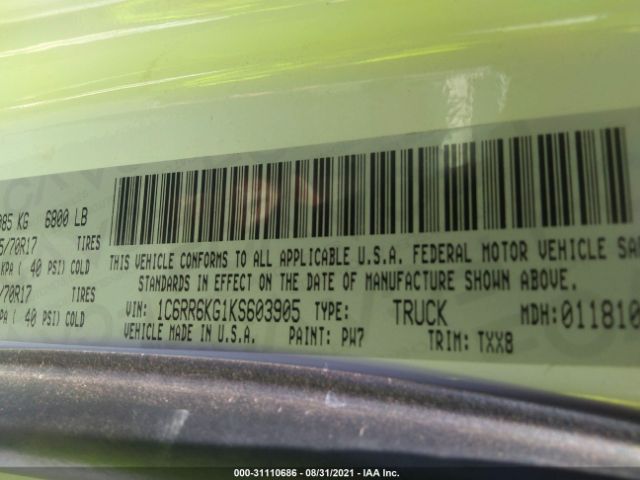 985 KG 6800 LB
5/70R17 TIRES
KPA ( 40 PSI) COLD
/70R17 TIRES
KPA ( 40 PSI) COLD
THIS VEHICLE CONFORMS TO ALL APPLICABLE U.S.A. FEDERAL MOTOR VEHICLE SA
STANDARDS IN EFFECT ON THE DATE OF MANUFACTURE SHOWN ABOVE.
VIN: 1C6RR6KG1KS603905 TYPE: TRUCK MDH: 011810
VEHICLE MADE IN U.S.A. PAINT: PW7 TRIM: TXX8
000-31110686 - 08/31/2021 - IAA Inc.